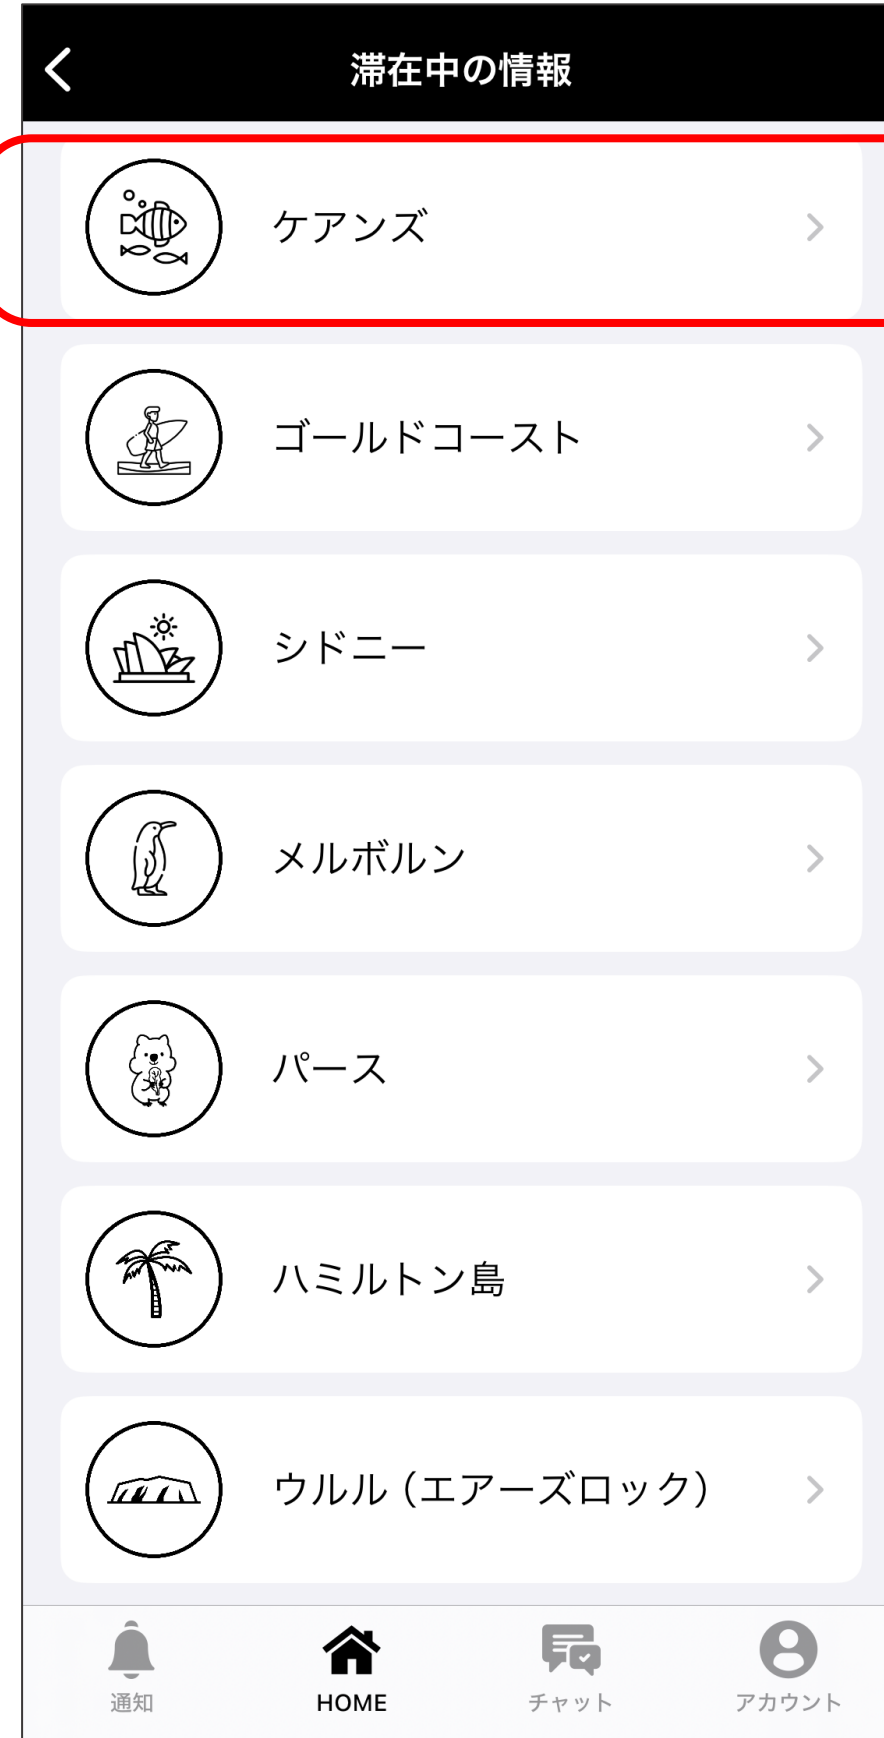 滞在中の情報
ケアンズ
ゴールドコースト
シドニー
メルボルン
パース
ハミルトン島
ウルル（エアーズロック）
通知 HOME チャット アカウント